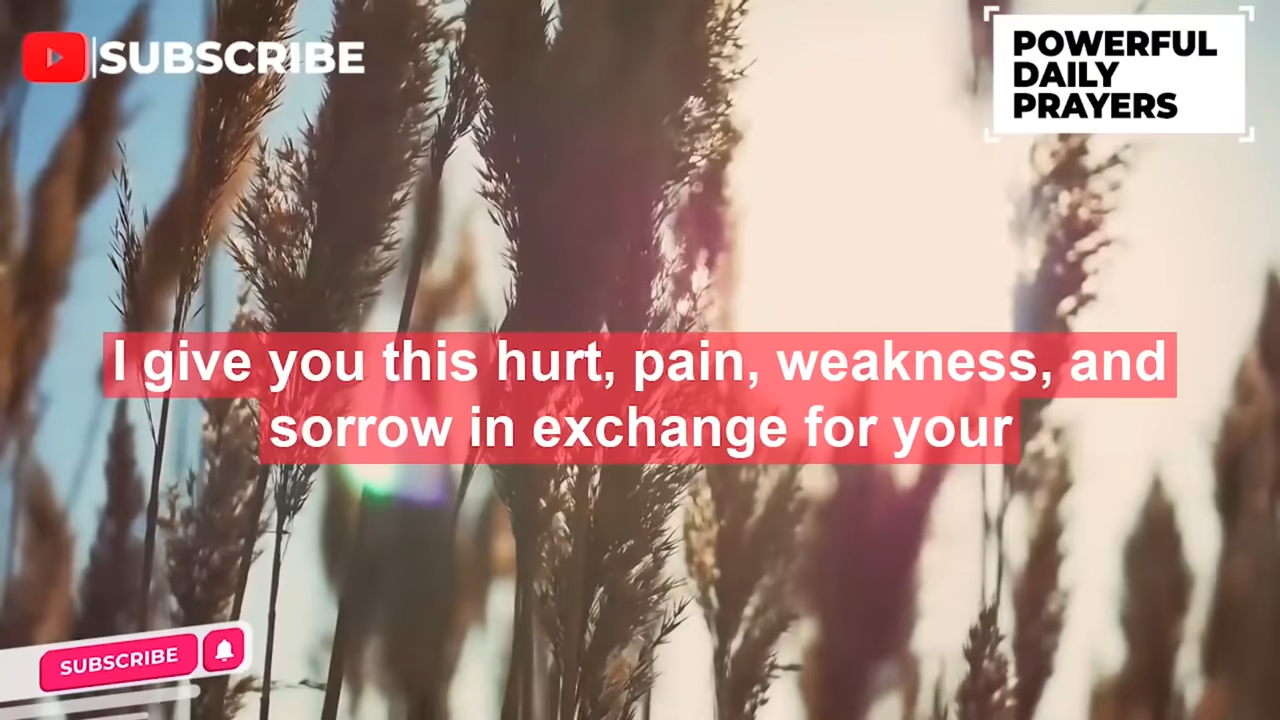 SUBSCRIBE
POWERFUL
DAILY
PRAYERS
I give you this hurt, pain, weakness, and
sorrow in exchange for your
SUBSCRIBE